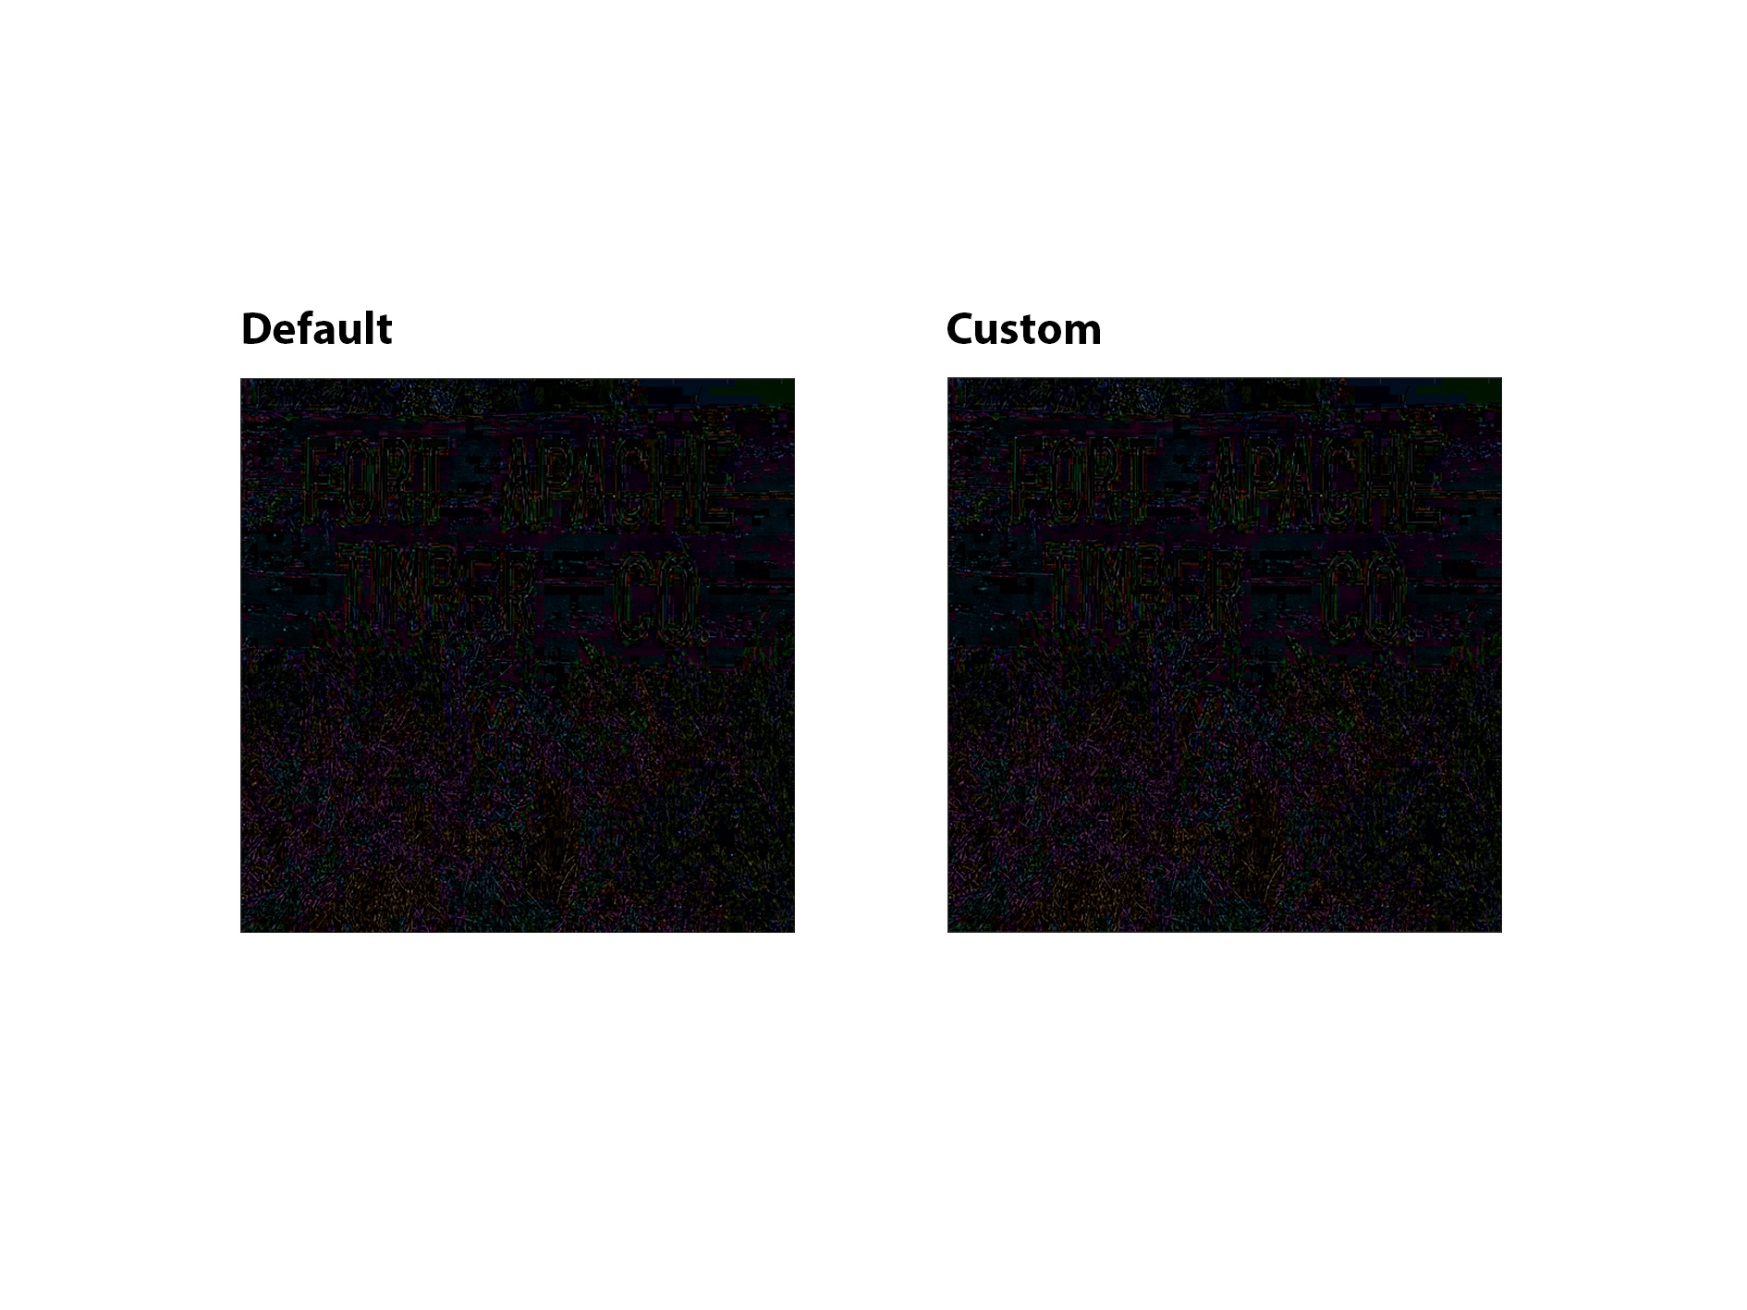 Default
Custom
FORT APACHE
TIMBER CO
FORT APACHE
TIMBER CO